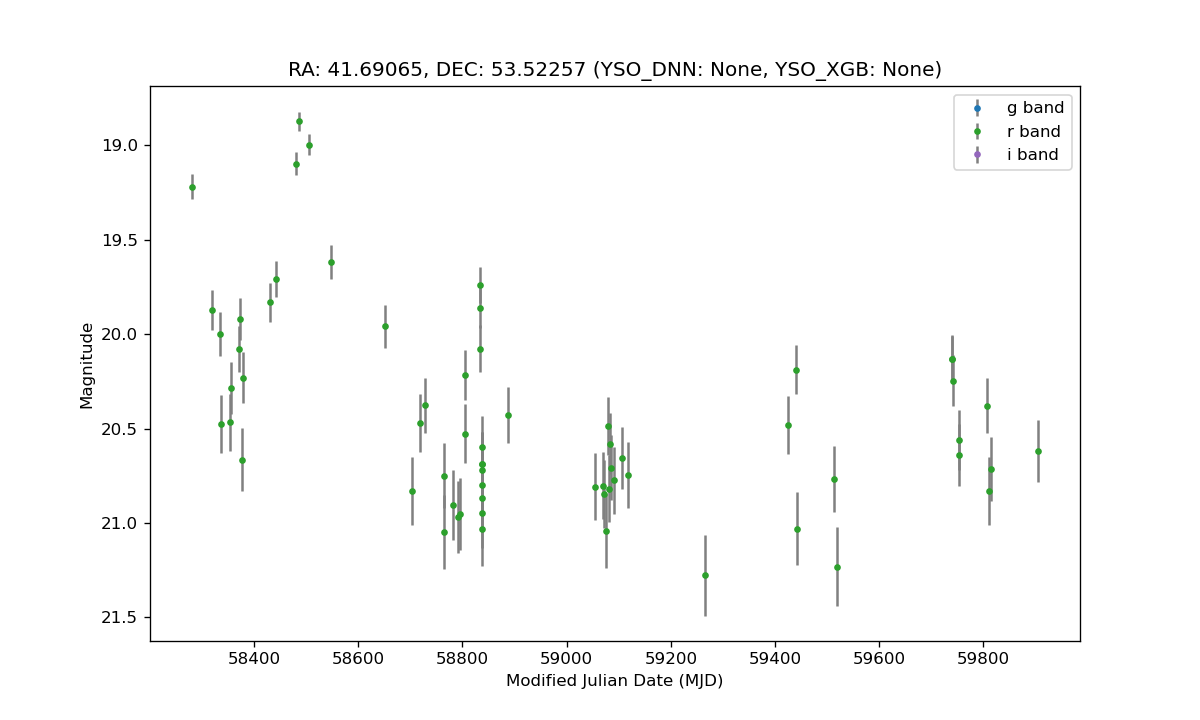 RA: 41.69065, DEC: 53.52257 (YSO_DNN: None, YSO_XGB: None)
g band
r band
i band
19.0
19.5
20.0
20.5
21.0
21.5
Magnitude
58400
58600
58800
59000
59200
59400
59600
59800
Modified Julian Date (MJD)